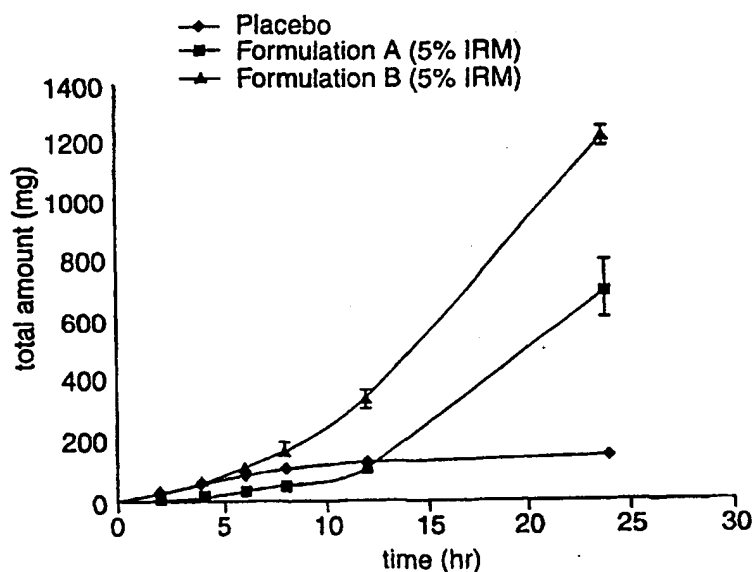 Placebo
Formulation A (5% IRM)
Formulation B (5% IRM)
1400
1200
1000
800
600
400
200
0
total amount (mg)
0 5 10 15 20 25 30
time (hr)